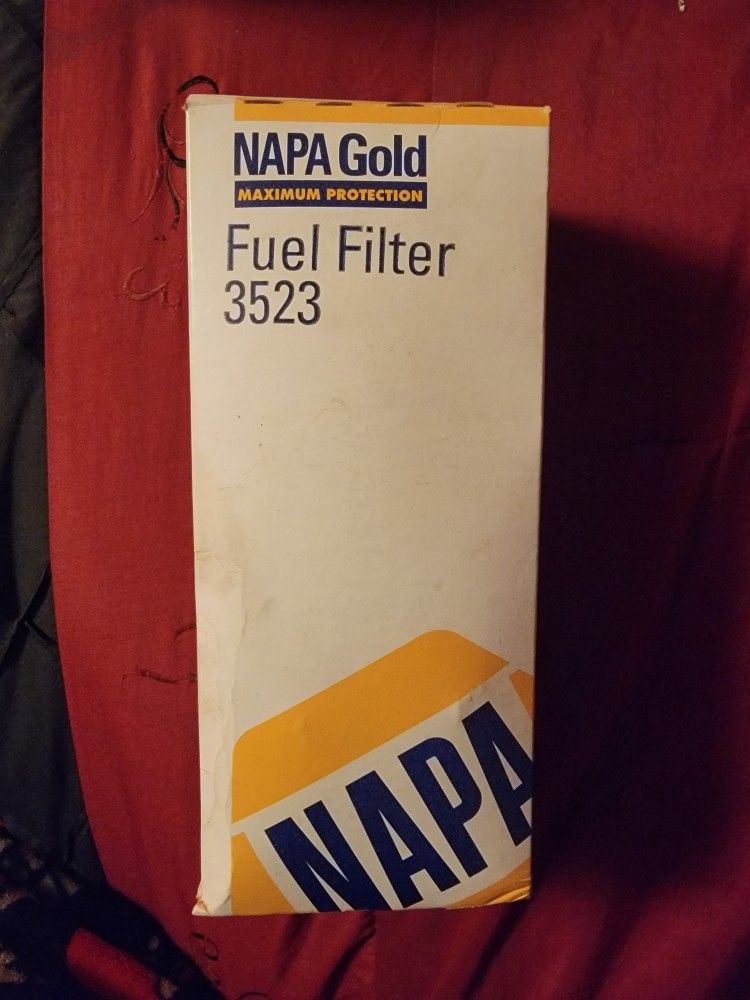 NAPA Gold
MAXIMUM PROTECTION
Fuel Filter
3523
NAPA